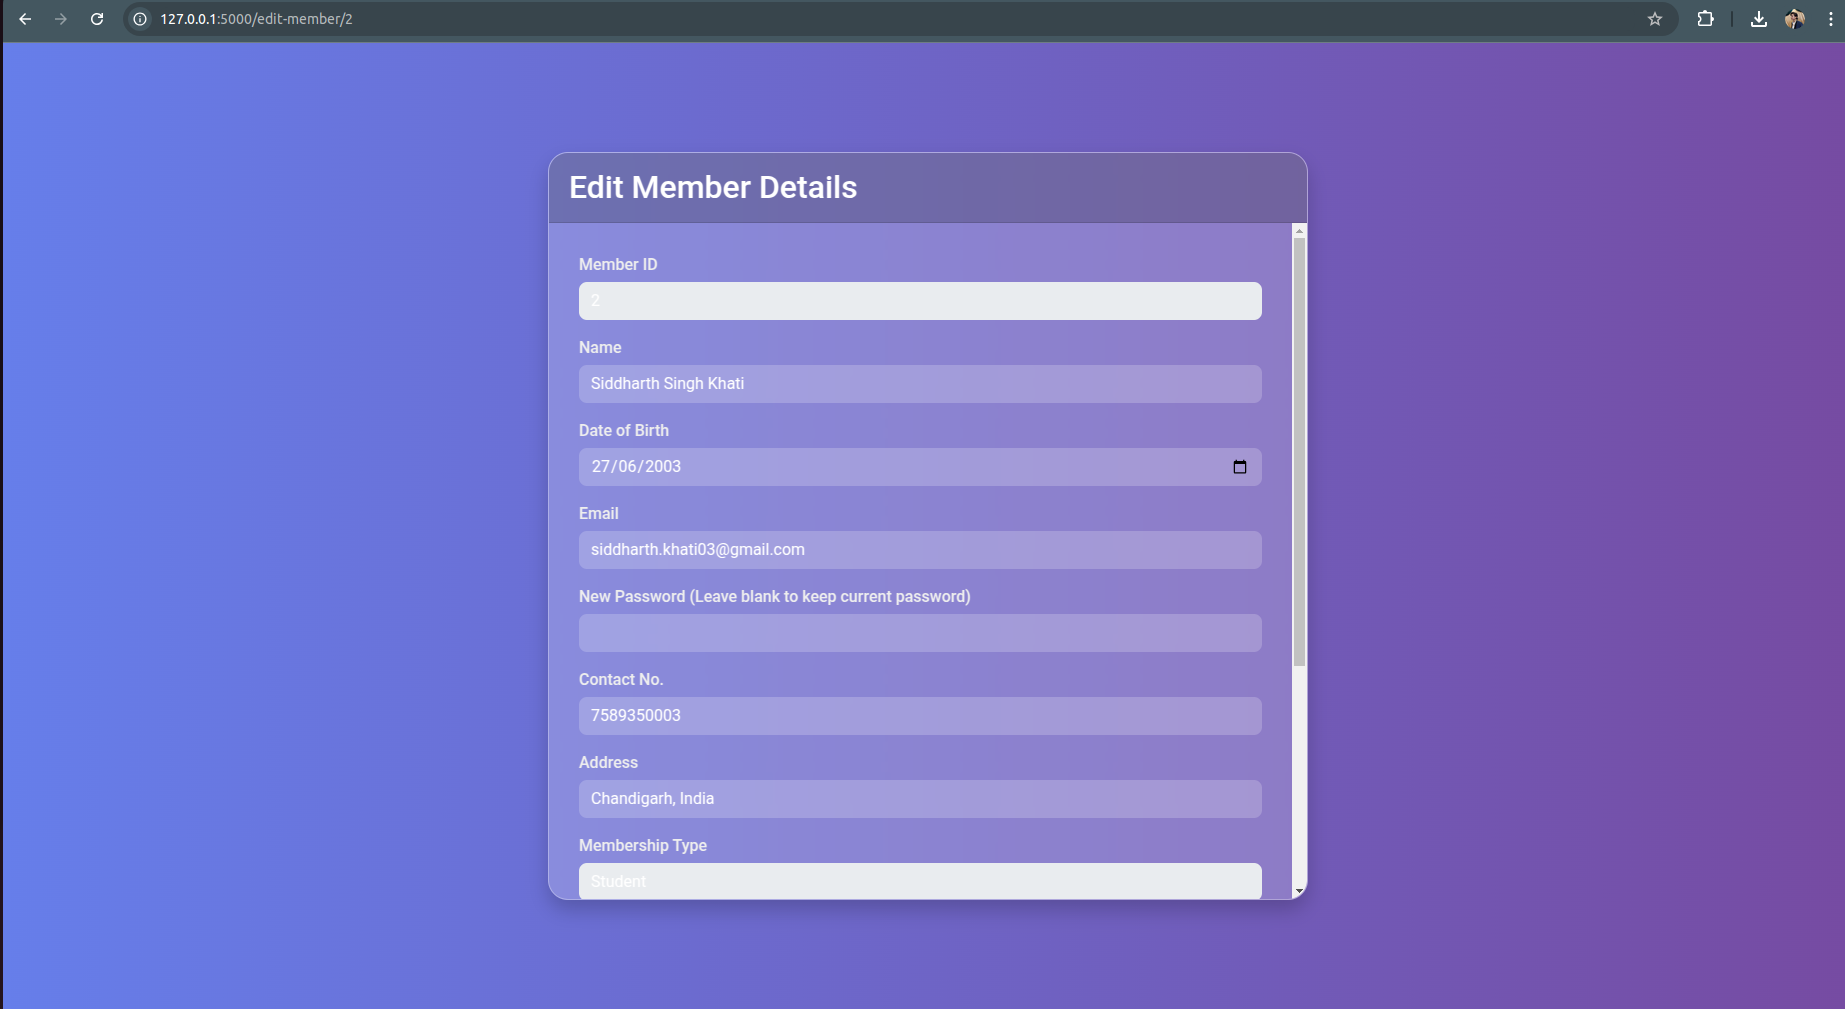 127.0.0.1:5000/edit-member/2
Edit Member Details
Member ID
2
Name
Siddharth Singh Khati
Date of Birth
27/06/2003
Email
siddharth.khati03@gmail.com
New Password (Leave blank to keep current password)
Contact No.
7589350003
Address
Chandigarh, India
Membership Type
Student